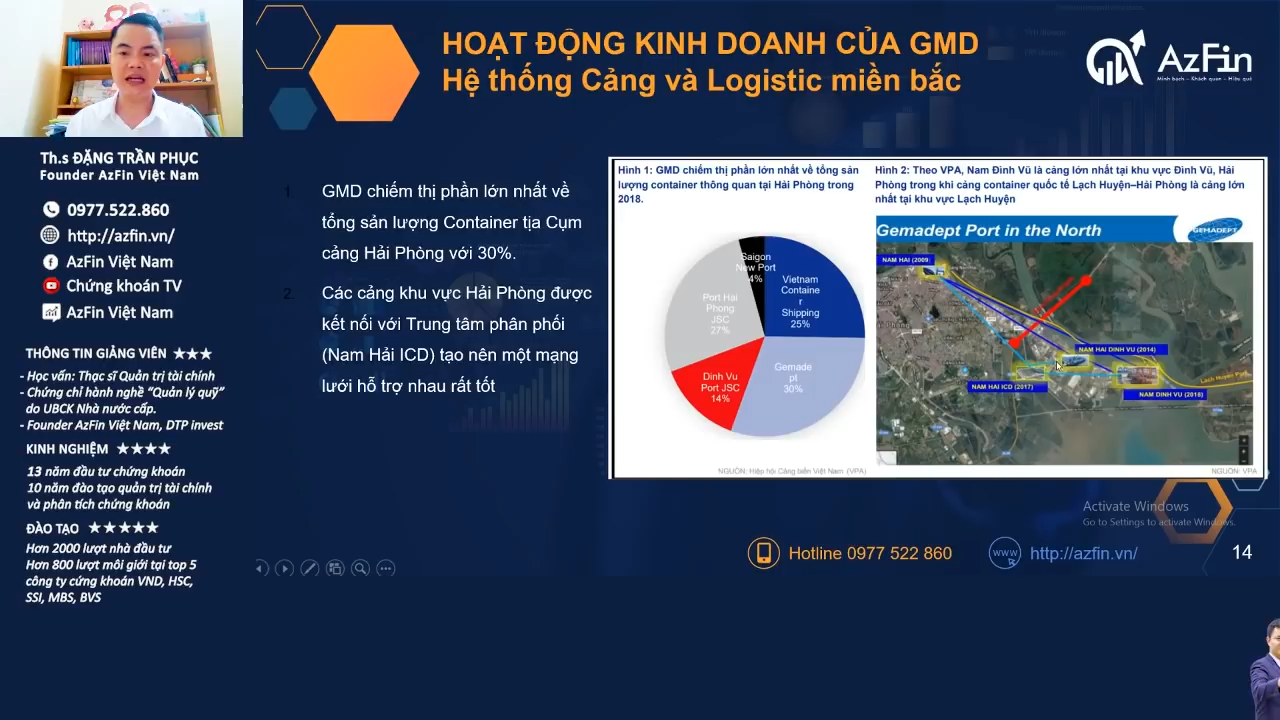 HOẠT ĐỘNG KINH DOANH CỦA GMD
Hệ thống Cảng và Logistic miền bắc
AzFin
Minh bạch - Khách quan - Hiệu quả
Th.s ĐẶNG TRẦN PHỤC
Founder AzFin Việt Nam
0977.522.860
http://azfin.vn/
AzFin Việt Nam
Chứng khoán TV
AzFin Việt Nam
THÔNG TIN GIẢNG VIÊN ★★★
- Học vấn: Thạc sĩ Quản trị tài chính
- Chứng chỉ hành nghề “Quản lý quỹ”
do UBCK Nhà nước cấp.
- Founder AzFin Việt Nam, DTP invest
KINH NGHIỆM ★★★★
13 năm đầu tư chứng khoán
10 năm đào tạo quản trị tài chính
và phân tích chứng khoán
ĐÀO TẠO ★★★★★
Hơn 2000 lượt nhà đầu tư
Hơn 800 lượt môi giới tại top 5
công ty cứng khoán VND, HSC,
SSI, MBS, BVS
1. GMD chiếm thị phần lớn nhất về
tổng sản lượng Container tịa Cụm
cảng Hải Phòng với 30%.
2. Các cảng khu vực Hải Phòng được
kết nối với Trung tâm phân phối
(Nam Hải ICD) tạo nên một mạng
lưới hỗ trợ nhau rất tốt
Hình 1: GMD chiếm thị phần lớn nhất về tổng sản
lượng container thông quan tại Hải Phòng trong
2018.
Saigon
New Port
4%
Vietnam
Containe
r
Shipping
25%
Port Hai
Phong
JSC
27%
Dinh Vu
Port JSC
14%
Gemade
pt
30%
NGUỒN: Hiệp hội Cảng biển Việt Nam (VPA)
Hình 2: Theo VPA, Nam Đình Vũ là cảng lớn nhất tại khu vực Đình Vũ, Hải
Phòng trong khi cảng container quốc tế Lạch Huyện–Hải Phòng là cảng lớn
nhất tại khu vực Lạch Huyện
Gemadept Port in the North
GEMADEPT
NAM HAI (2009)
NAM HAI DINH VU (2014)
NAM HAI ICD (2017)
NAM DINH VU (2018)
Lach Huyen Port
NGUỒN: VPA
Activate Windows
Go to Settings to activate Windows.
Hotline 0977 522 860
www
http://azfin.vn/
14